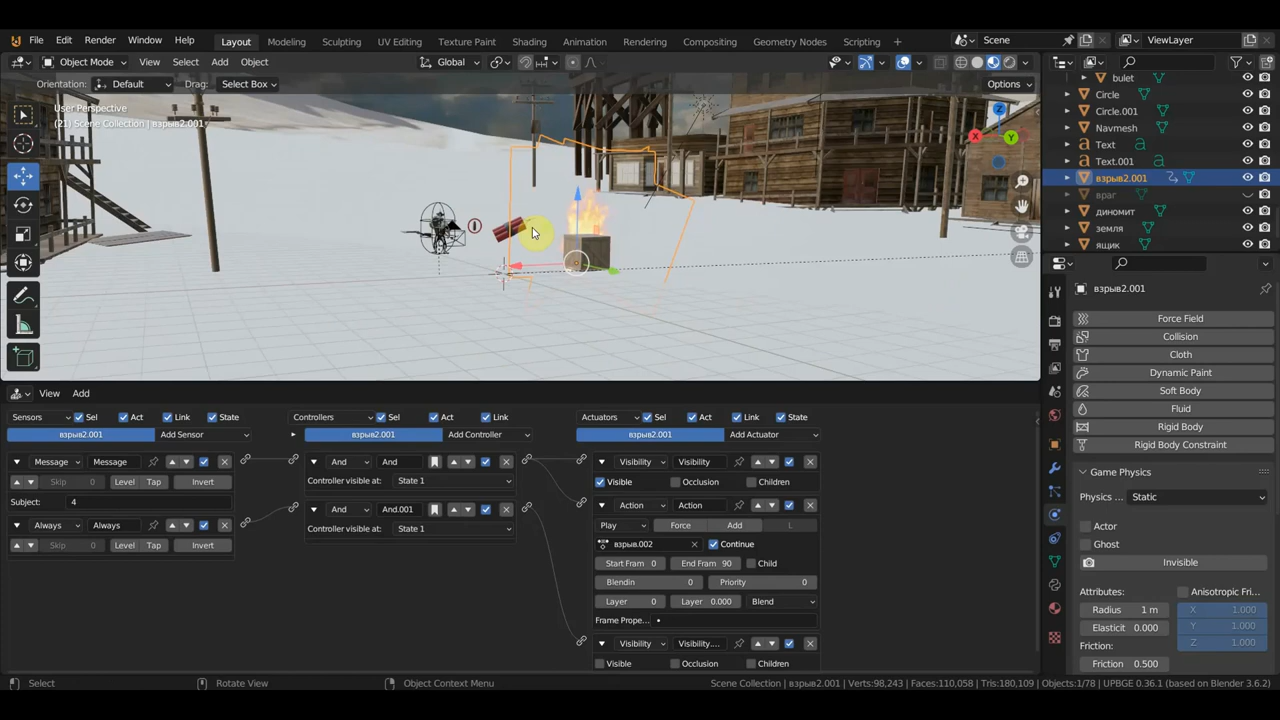 File Edit Render Window Help Layout Modeling Sculpting UV Editing Texture Paint Shading Animation Rendering Compositing Geometry Nodes Scripting + Scene ViewLayer
Object Mode View Select Add Object Global Options
Orientation: Default Drag: Select Box
User Perspective
(21) Scene Collection | взрыв2.001
Z
X
Y
bulet
Circle
Circle.001
Navmesh
Text
Text.001
взрыв2.001
враг
диномит
земля
ящик
взрыв2.001
Force Field
Collision
Cloth
Dynamic Paint
Soft Body
Fluid
Rigid Body
Rigid Body Constraint
Game Physics
Physics ... Static
Actor
Ghost
Invisible
Attributes: Anisotropic Fri...
Radius 1 m X 1.000
Elasticit 0.000 Y 1.000
Friction: Z 1.000
Friction 0.500
View Add
Sensors Sel Act Link State Controllers Sel Act Link Actuators Sel Act Link State
взрыв2.001 Add Sensor взрыв2.001 Add Controller взрыв2.001 Add Actuator
Message Message And And Visibility Visibility
Skip 0 Level Tap Invert Controller visible at: State 1 Visible Occlusion Children
Subject: 4
Always Always And And.001 Action Action
Skip 0 Level Tap Invert Controller visible at: State 1 Play Force Add L
взрыв.002 Continue
Start Fram 0 End Fram 90 Child
Blendin 0 Priority 0
Layer 0 Layer 0.000 Blend
Frame Prope...
Visibility Visibility....
Visible Occlusion Children
Select Rotate View Object Context Menu Scene Collection | взрыв2.001 | Verts:98,243 | Faces:110,058 | Tris:180,109 | Objects:1/78 | UPBGE 0.36.1 (based on Blender 3.6.2)